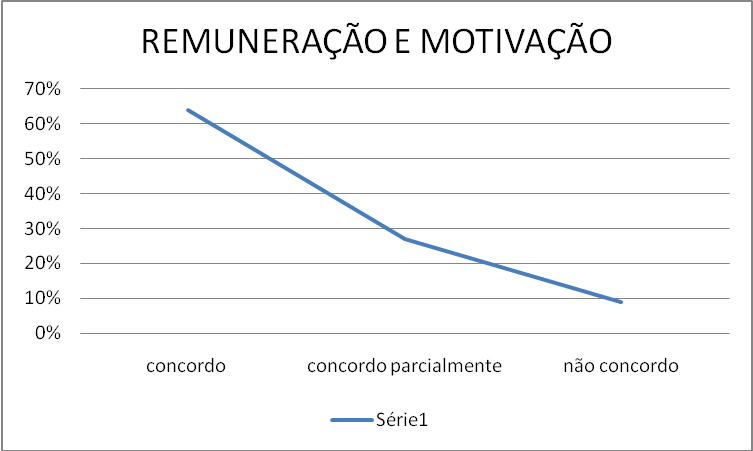 REMUNERAÇÃO E MOTIVAÇÃO
70%
60%
50%
40%
30%
20%
10%
0%
concordo
concordo parcialmente
não concordo
Série1